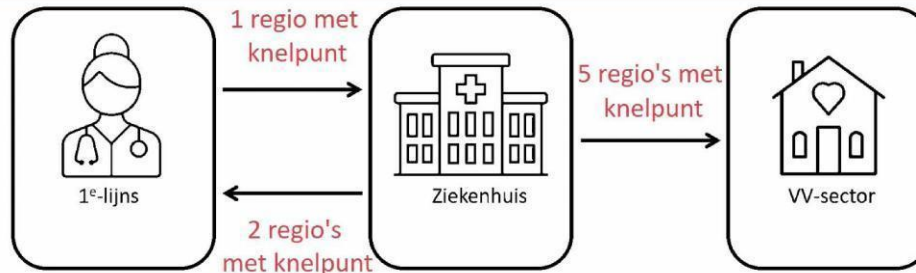 1 regio met
knelpunt
5 regio's met
knelpunt
1e-lijns
Ziekenhuis
VV-sector
2 regio's
met knelpunt